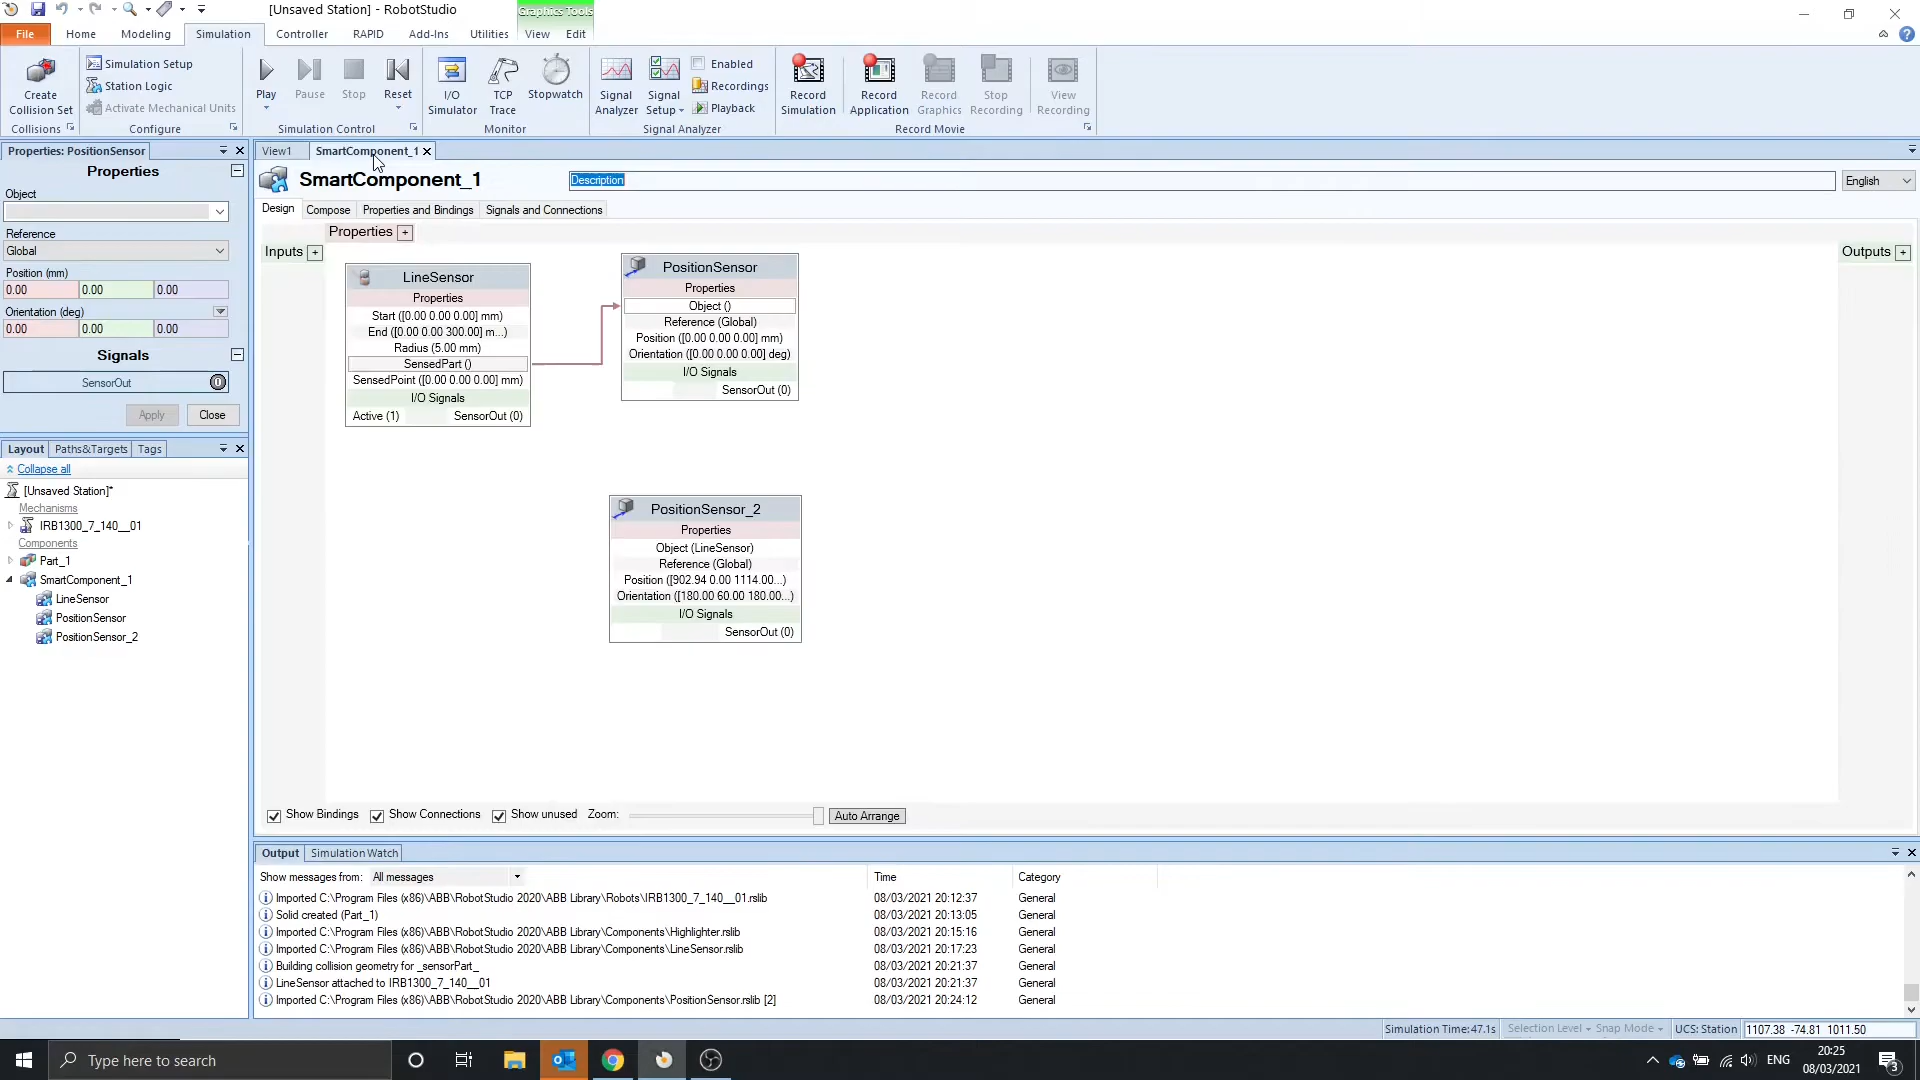 [Unsaved Station] - RobotStudio
Graphics Tools
File Home Modeling Simulation Controller RAPID Add-Ins Utilities View Edit
Create Collision Set
Collisions
Simulation Setup
Station Logic
Activate Mechanical Units
Configure
Play Pause Stop Reset
Simulation Control
I/O Simulator
TCP Trace
Stopwatch
Monitor
Signal Analyzer
Signal Setup
Enabled
Recordings
Playback
Signal Analyzer
Record Simulation
Record Application
Record Graphics
Stop Recording
View Recording
Record Movie
Properties: PositionSensor
Properties
Object
Reference
Global
Position (mm)
0.00 0.00 0.00
Orientation (deg)
0.00 0.00 0.00
Signals
SensorOut 0
Apply Close
Layout Paths&Targets Tags
Collapse all
[Unsaved Station]*
Mechanisms
IRB1300_7_140__01
Components
Part_1
SmartComponent_1
LineSensor
PositionSensor
PositionSensor_2
View1 SmartComponent_1
SmartComponent_1 Description English
Design Compose Properties and Bindings Signals and Connections
Properties +
Inputs +
Outputs +
LineSensor
Properties
Start ([0.00 0.00 0.00] mm)
End ([0.00 0.00 300.00] m...)
Radius (5.00 mm)
SensedPart ()
SensedPoint ([0.00 0.00 0.00] mm)
I/O Signals
Active (1) SensorOut (0)
PositionSensor
Properties
Object ()
Reference (Global)
Position ([0.00 0.00 0.00] mm)
Orientation ([0.00 0.00 0.00] deg)
I/O Signals
SensorOut (0)
PositionSensor_2
Properties
Object (LineSensor)
Reference (Global)
Position ([902.94 0.00 1114.00...)
Orientation ([180.00 60.00 180.00...)
I/O Signals
SensorOut (0)
Show Bindings Show Connections Show unused Zoom: Auto Arrange
Output Simulation Watch
Show messages from: All messages Time Category
Imported C:\Program Files (x86)\ABB\RobotStudio 2020\ABB Library\Robots\IRB1300_7_140__01.rslib 08/03/2021 20:12:37 General
Solid created (Part_1) 08/03/2021 20:13:05 General
Imported C:\Program Files (x86)\ABB\RobotStudio 2020\ABB Library\Components\Highlighter.rslib 08/03/2021 20:15:16 General
Imported C:\Program Files (x86)\ABB\RobotStudio 2020\ABB Library\Components\LineSensor.rslib 08/03/2021 20:17:23 General
Building collision geometry for _sensorPart_ 08/03/2021 20:21:37 General
LineSensor attached to IRB1300_7_140__01 08/03/2021 20:21:37 General
Imported C:\Program Files (x86)\ABB\RobotStudio 2020\ABB Library\Components\PositionSensor.rslib [2] 08/03/2021 20:24:12 General
Simulation Time: 47.1s Selection Level Snap Mode UCS: Station 1107.38 -74.81 1011.50
Type here to search
ENG
20:25
08/03/2021
3